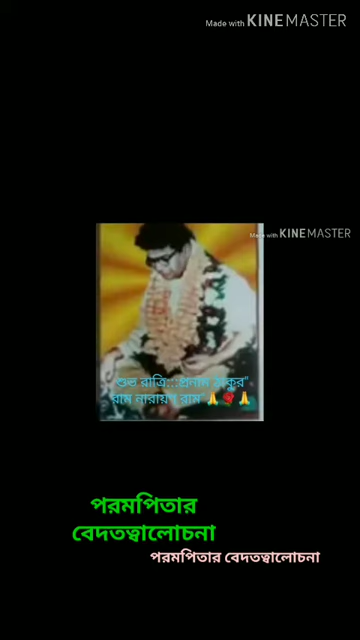 Made with KINEMASTER
Made with KINEMASTER
শুভ রাত্রি:::প্রনাম ঠাকুর"
রাম নারায়ণ রাম"🙏🌹🙏
পরমপিতার
বেদতত্বালোচনা
পরমপিতার বেদতত্বালোচনা